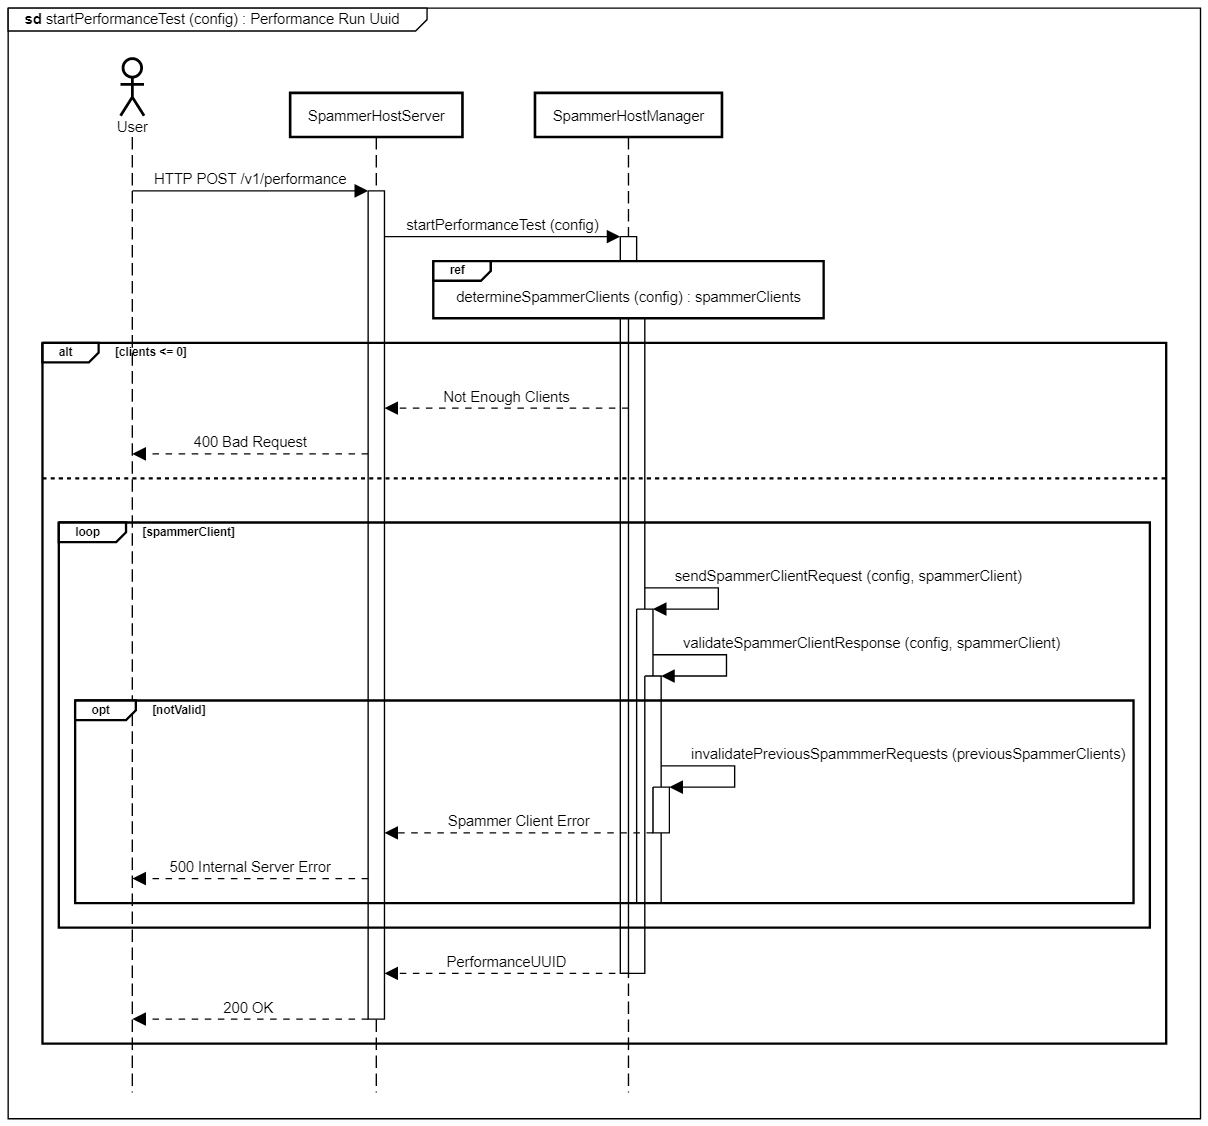 sd startPerformanceTest (config) : Performance Run Uuid
User
SpammerHostServer
SpammerHostManager
HTTP POST /v1/performance
startPerformanceTest (config)
ref
determineSpammerClients (config) : spammerClients
alt
[clients <= 0]
Not Enough Clients
400 Bad Request
loop
[spammerClient]
sendSpammerClientRequest (config, spammerClient)
validateSpammerClientResponse (config, spammerClient)
opt
[notValid]
invalidatePreviousSpammmerRequests (previousSpammerClients)
Spammer Client Error
500 Internal Server Error
PerformanceUUID
200 OK